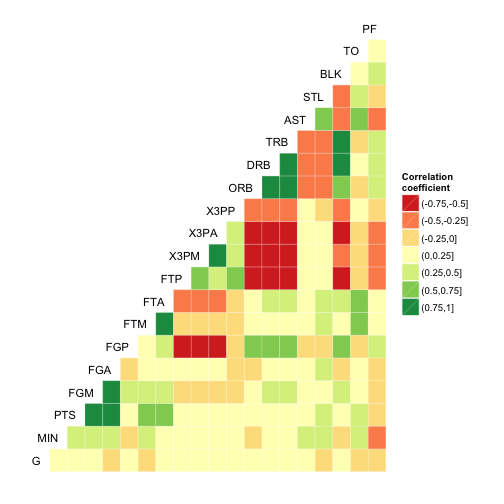 PF
TO
BLK
STL
AST
TRB
DRB
ORB
X3PP
X3PA
X3PM
FTP
FTA
FTM
FGP
FGA
FGM
PTS
MIN
G
Correlation
coefficient
(-0.75,-0.5]
(-0.5,-0.25]
(-0.25,0]
(0,0.25]
(0.25,0.5]
(0.5,0.75]
(0.75,1]